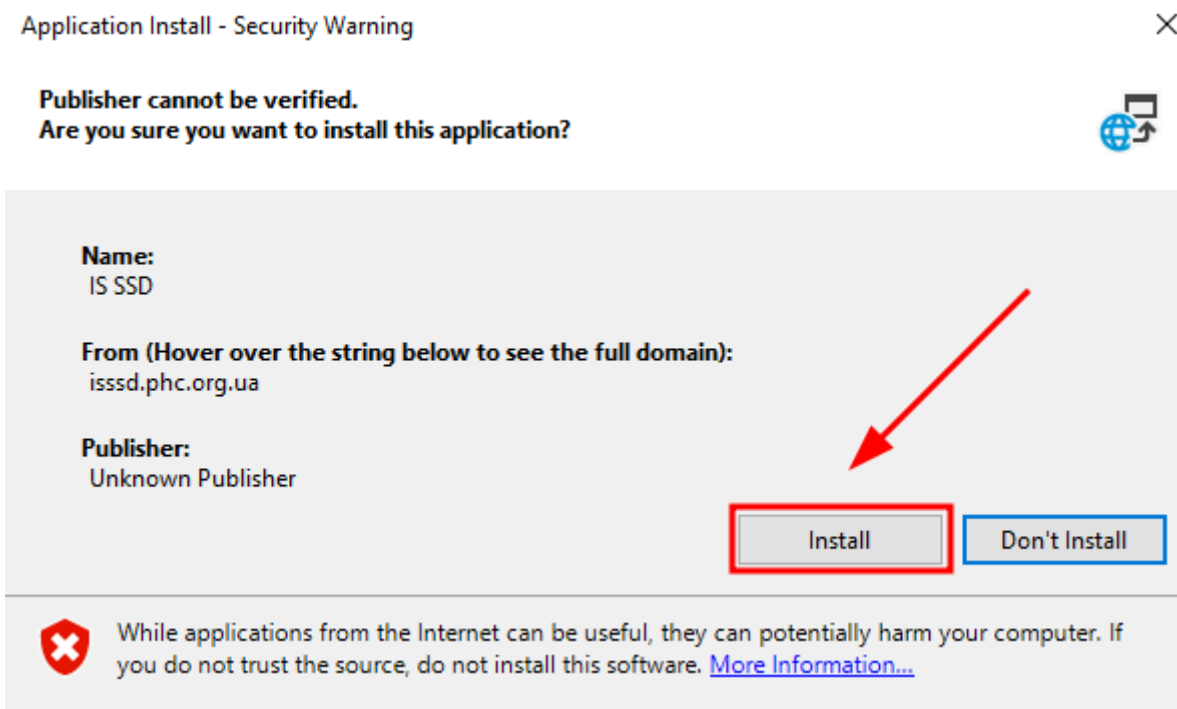 Application Install - Security Warning
Publisher cannot be verified.
Are you sure you want to install this application?
Name:
IS SSD
From (Hover over the string below to see the full domain):
isssd.phc.org.ua
Publisher:
Unknown Publisher
Install
Don't Install
While applications from the Internet can be useful, they can potentially harm your computer. If
you do not trust the source, do not install this software. More Information...